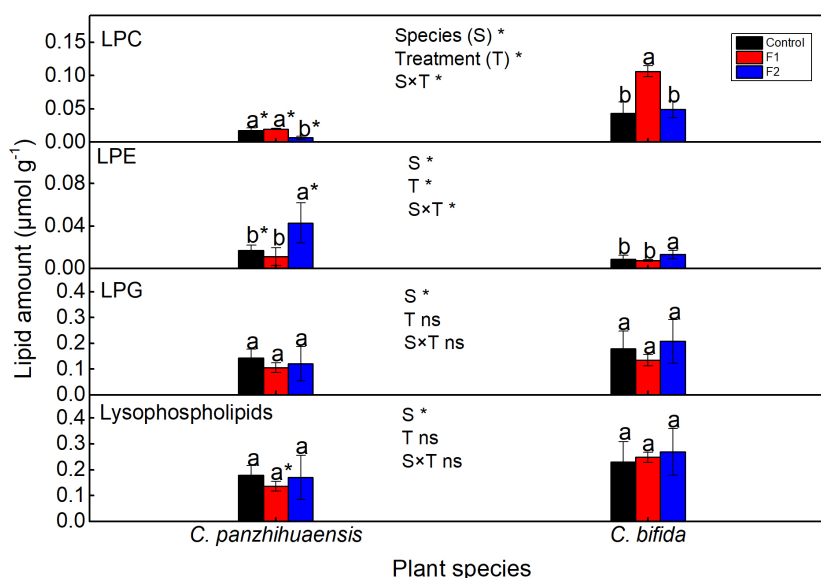 LPC
Species (S) *
Treatment (T) *
S×T *
Control
F1
F2
0.15
0.10
0.05
0.00
a* a* b*
b a b
LPE
S *
T *
S×T *
0.08
0.04
0.00
b* b a*
b b a
LPG
S *
T ns
S×T ns
0.4
0.3
0.2
0.1
0.0
a a a
a a a
Lysophospholipids
S *
T ns
S×T ns
0.4
0.3
0.2
0.1
0.0
a a* a
a a a
Lipid amount (μmol g⁻¹)
C. panzhihuaensis
C. bifida
Plant species